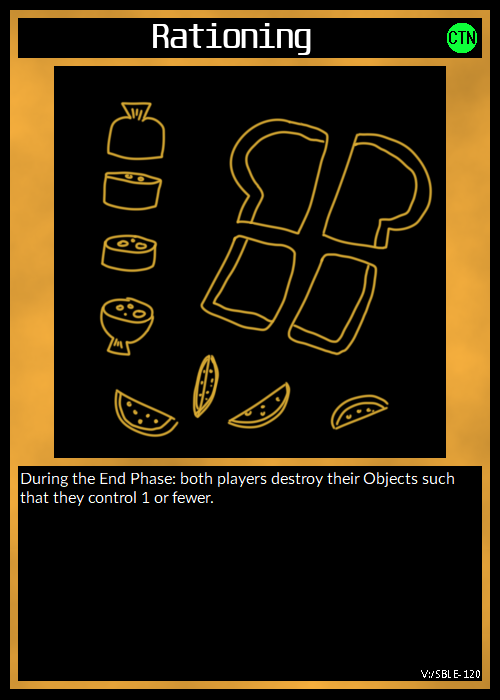 Rationing
CTN
During the End Phase: both players destroy their Objects such
that they control 1 or fewer.
V:/SBLE-120